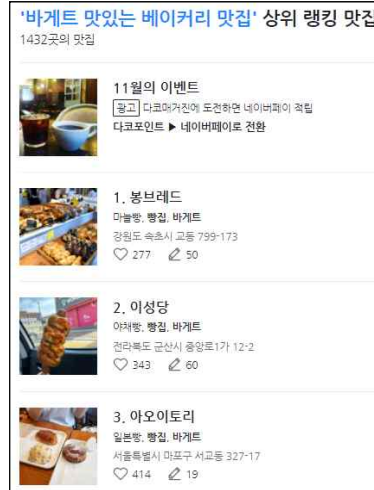 '바게트 맛있는 베이커리 맛집' 상위 랭킹 맛집
1432곳의 맛집
11월의 이벤트
광고 다코매거진에 도전하면 네이버페이 적립
다코포인트 ▶ 네이버페이로 전환
1. 봉브레드
마늘빵, 빵집, 바게트
강원도 속초시 교동 799-173
277 50
2. 이성당
야채빵, 빵집, 바게트
전라북도 군산시 중앙로1가 12-2
343 60
3. 아오이토리
일본빵, 빵집, 바게트
서울특별시 마포구 서교동 327-17
414 19